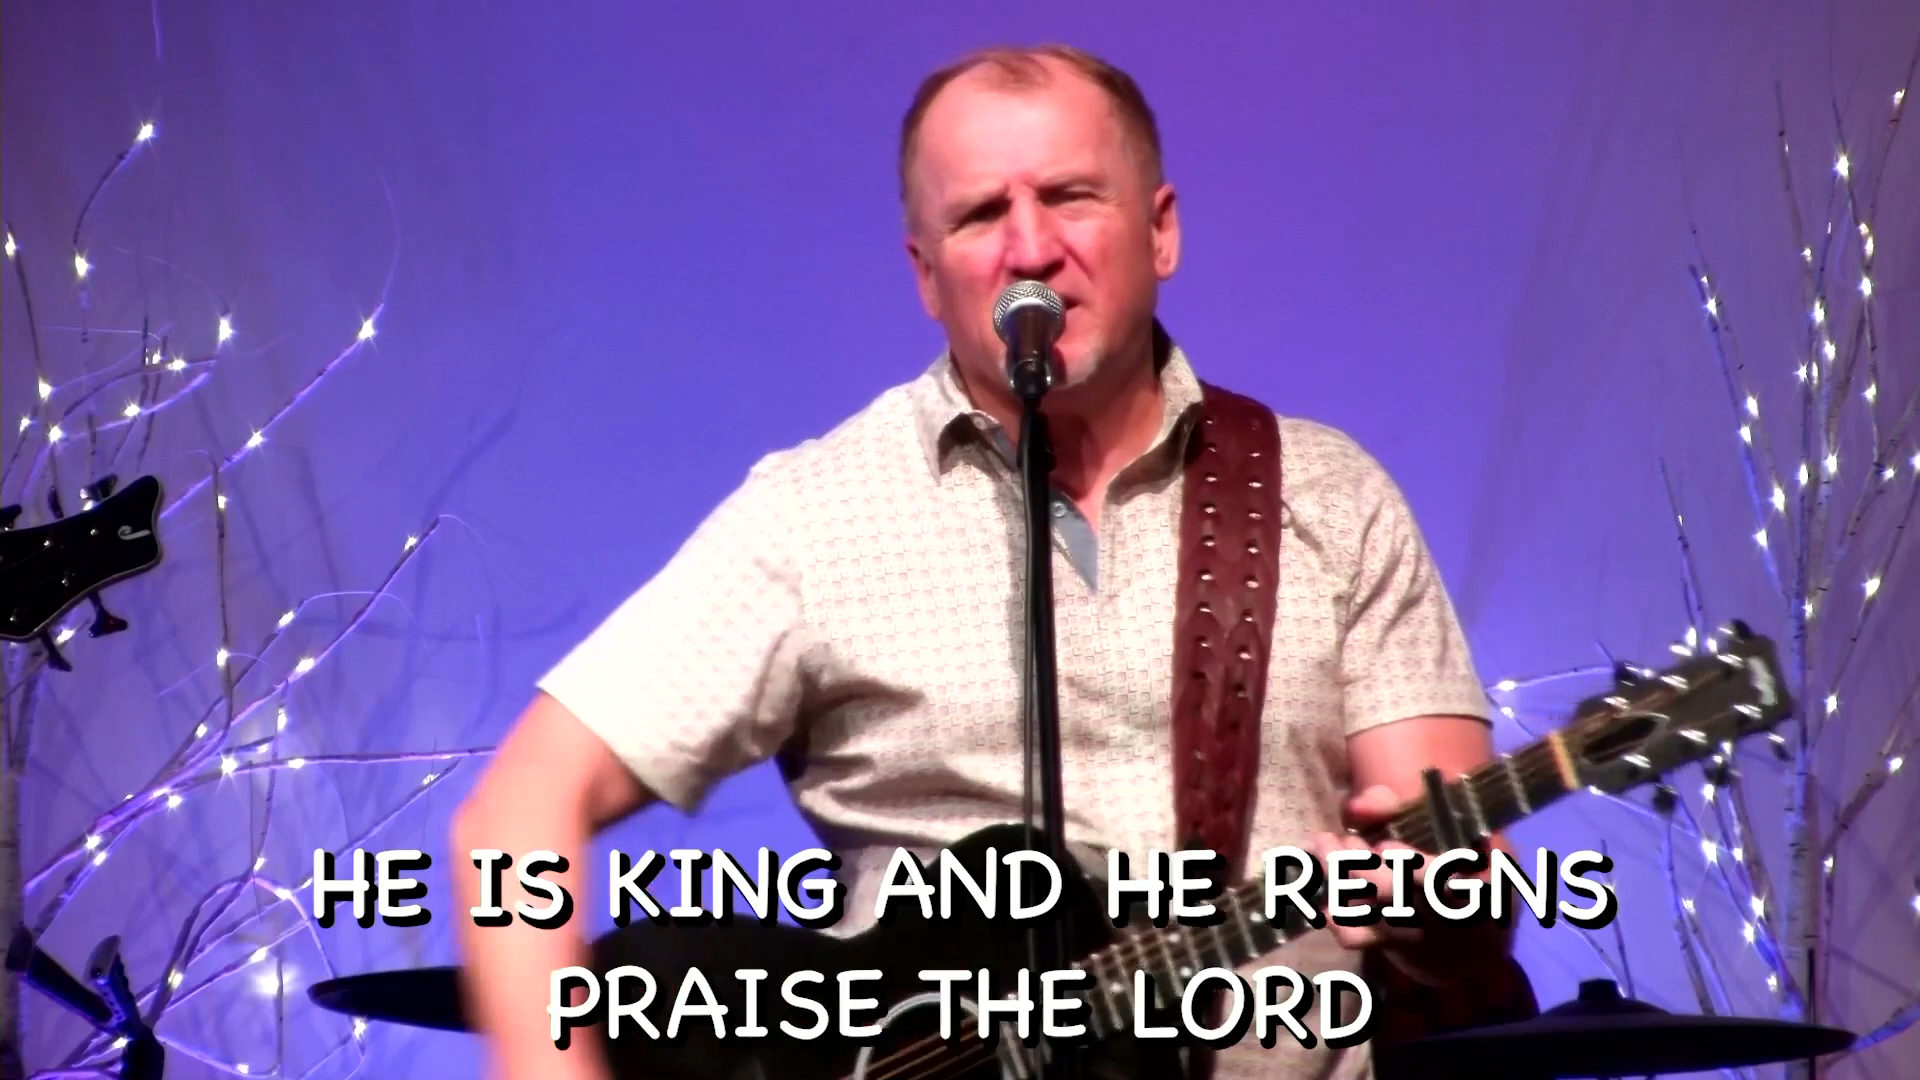 HE IS KING AND HE REIGNS
PRAISE THE LORD